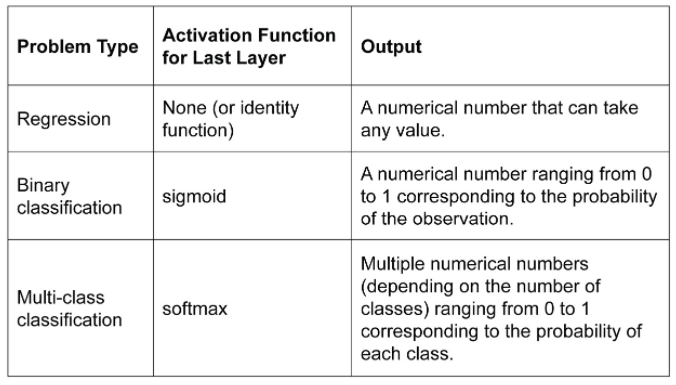 Problem Type
Activation Function
for Last Layer
Output
Regression
None (or identity
function)
A numerical number that can take
any value.
Binary
classification
sigmoid
A numerical number ranging from 0
to 1 corresponding to the probability
of the observation.
Multi-class
classification
softmax
Multiple numerical numbers
(depending on the number of
classes) ranging from 0 to 1
corresponding to the probability of
each class.